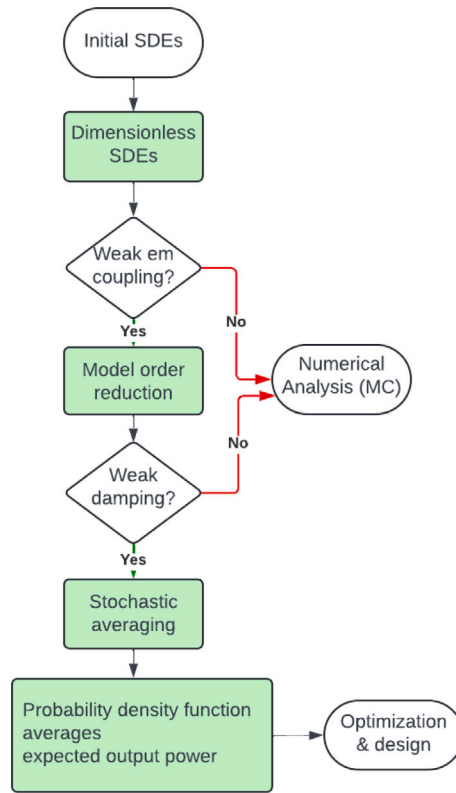 Initial SDEs
Dimensionless
SDEs
Weak em
coupling?
No
Yes
Model order
reduction
Numerical
Analysis (MC)
No
Weak
damping?
Yes
Stochastic
averaging
Probability density function
averages
expected output power
Optimization
& design